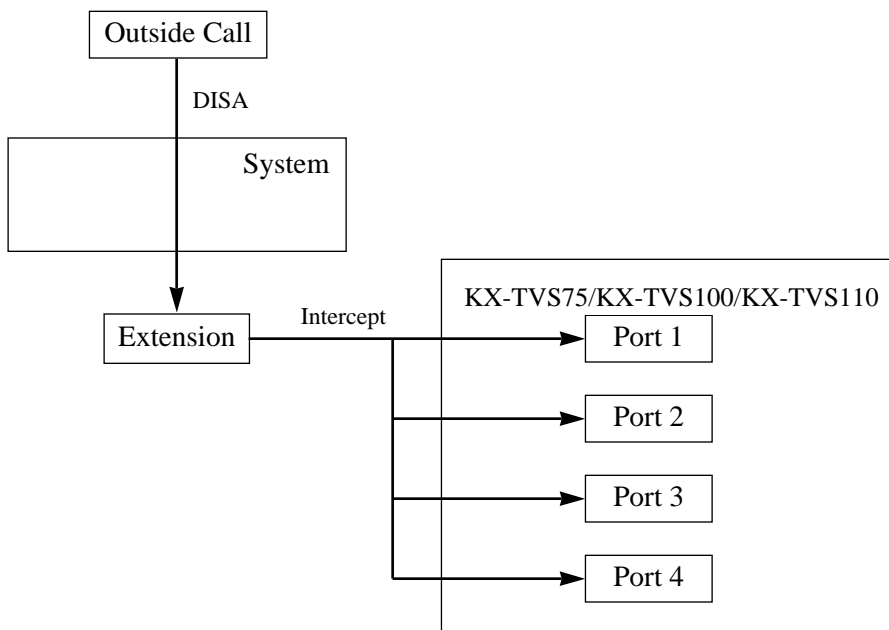 Outside Call
DISA
System
KX-TVS75/KX-TVS100/KX-TVS110
Extension
Intercept
Port 1
Port 2
Port 3
Port 4